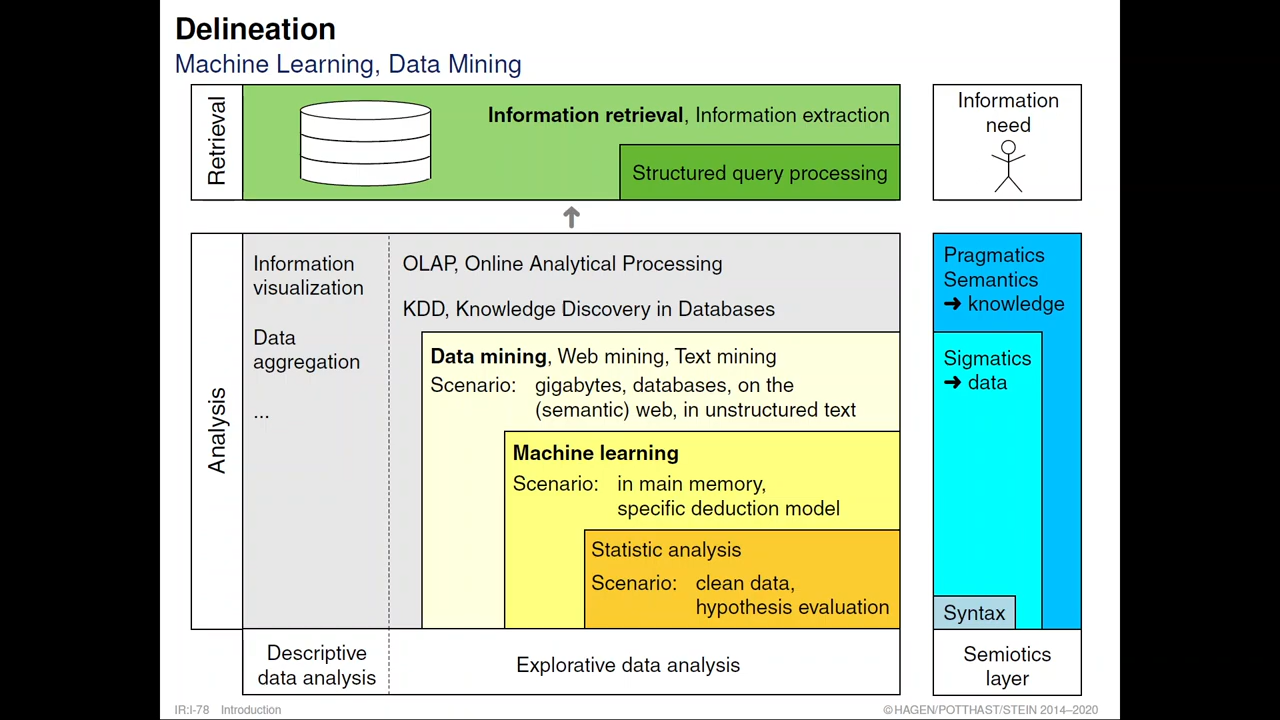 Delineation
Machine Learning, Data Mining
Retrieval
Information retrieval, Information extraction
Structured query processing
Information
need
Analysis
Information
visualization
Data
aggregation
...
OLAP, Online Analytical Processing
KDD, Knowledge Discovery in Databases
Data mining, Web mining, Text mining
Scenario: gigabytes, databases, on the
(semantic) web, in unstructured text
Machine learning
Scenario: in main memory,
specific deduction model
Statistic analysis
Scenario: clean data,
hypothesis evaluation
Pragmatics
Semantics
➜ knowledge
Sigmatics
➜ data
Syntax
Descriptive
data analysis
Explorative data analysis
Semiotics
layer
IR:I-78 Introduction
©HAGEN/POTTHAST/STEIN 2014–2020